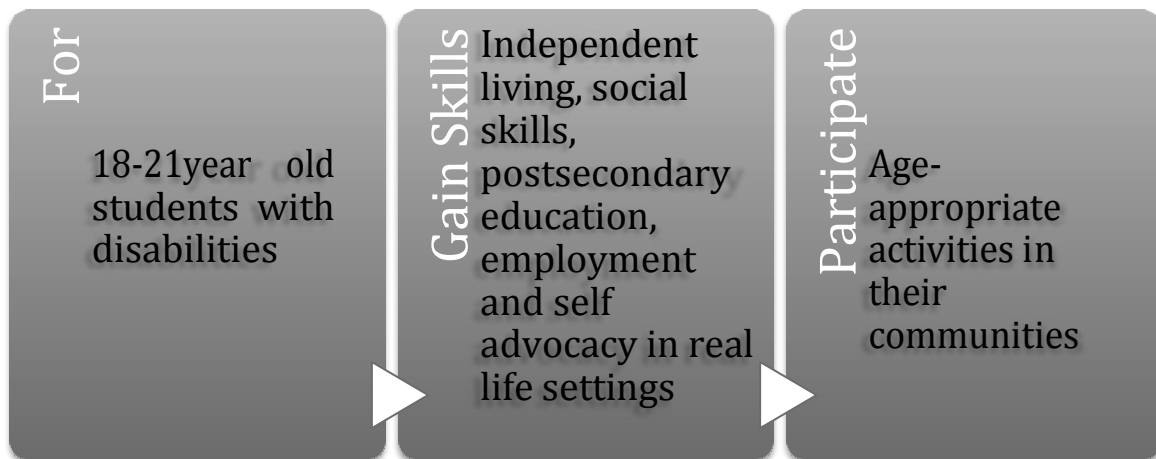 For
18-21year old
students with
disabilities
Gain Skills
Independent
living, social
skills,
postsecondary
education,
employment
and self
advocacy in real
life settings
Participate
Age-
appropriate
activities in
their
communities